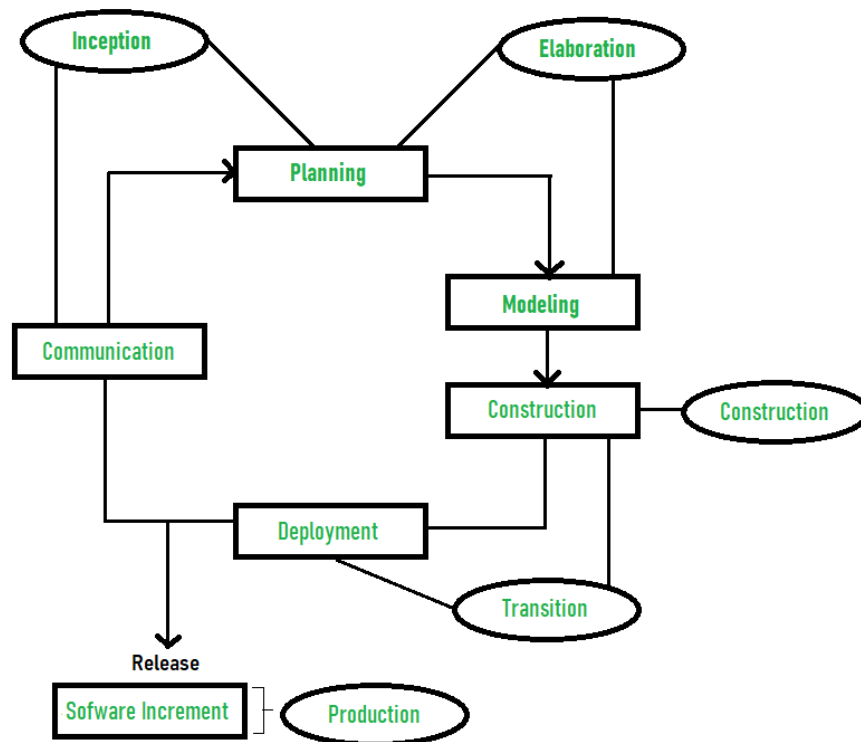 Inception
Elaboration
Planning
Modeling
Communication
Construction
Construction
Deployment
Transition
Release
Sofware Increment
Production